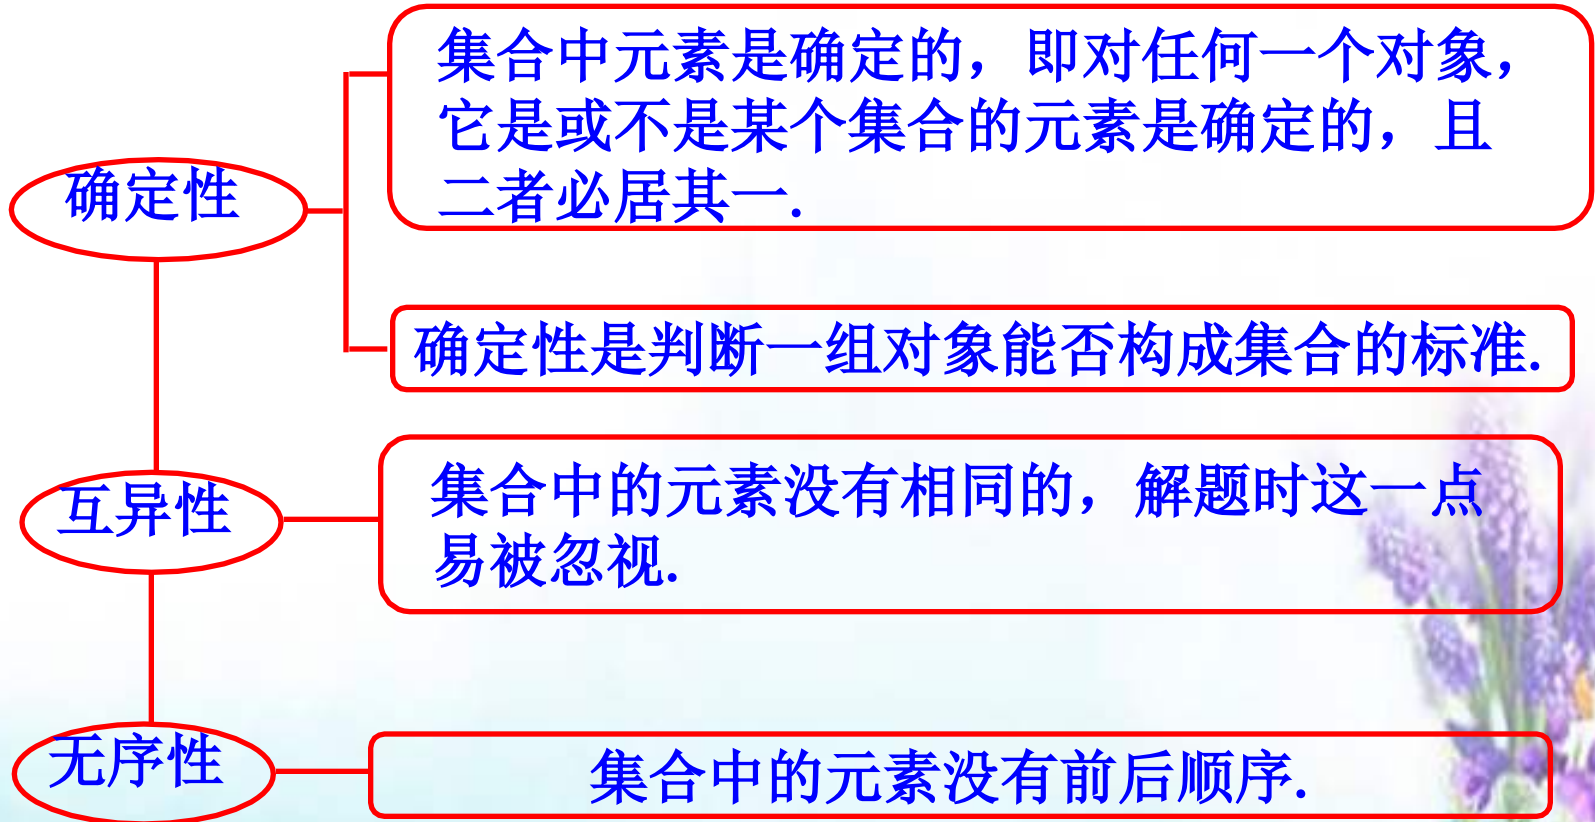 集合中元素是确定的，即对任何一个对象，
它是或不是某个集合的元素是确定的，且
二者必居其一.
确定性
确定性是判断一组对象能否构成集合的标准.
互异性
集合中的元素没有相同的，解题时这一点
易被忽视.
无序性
集合中的元素没有前后顺序.